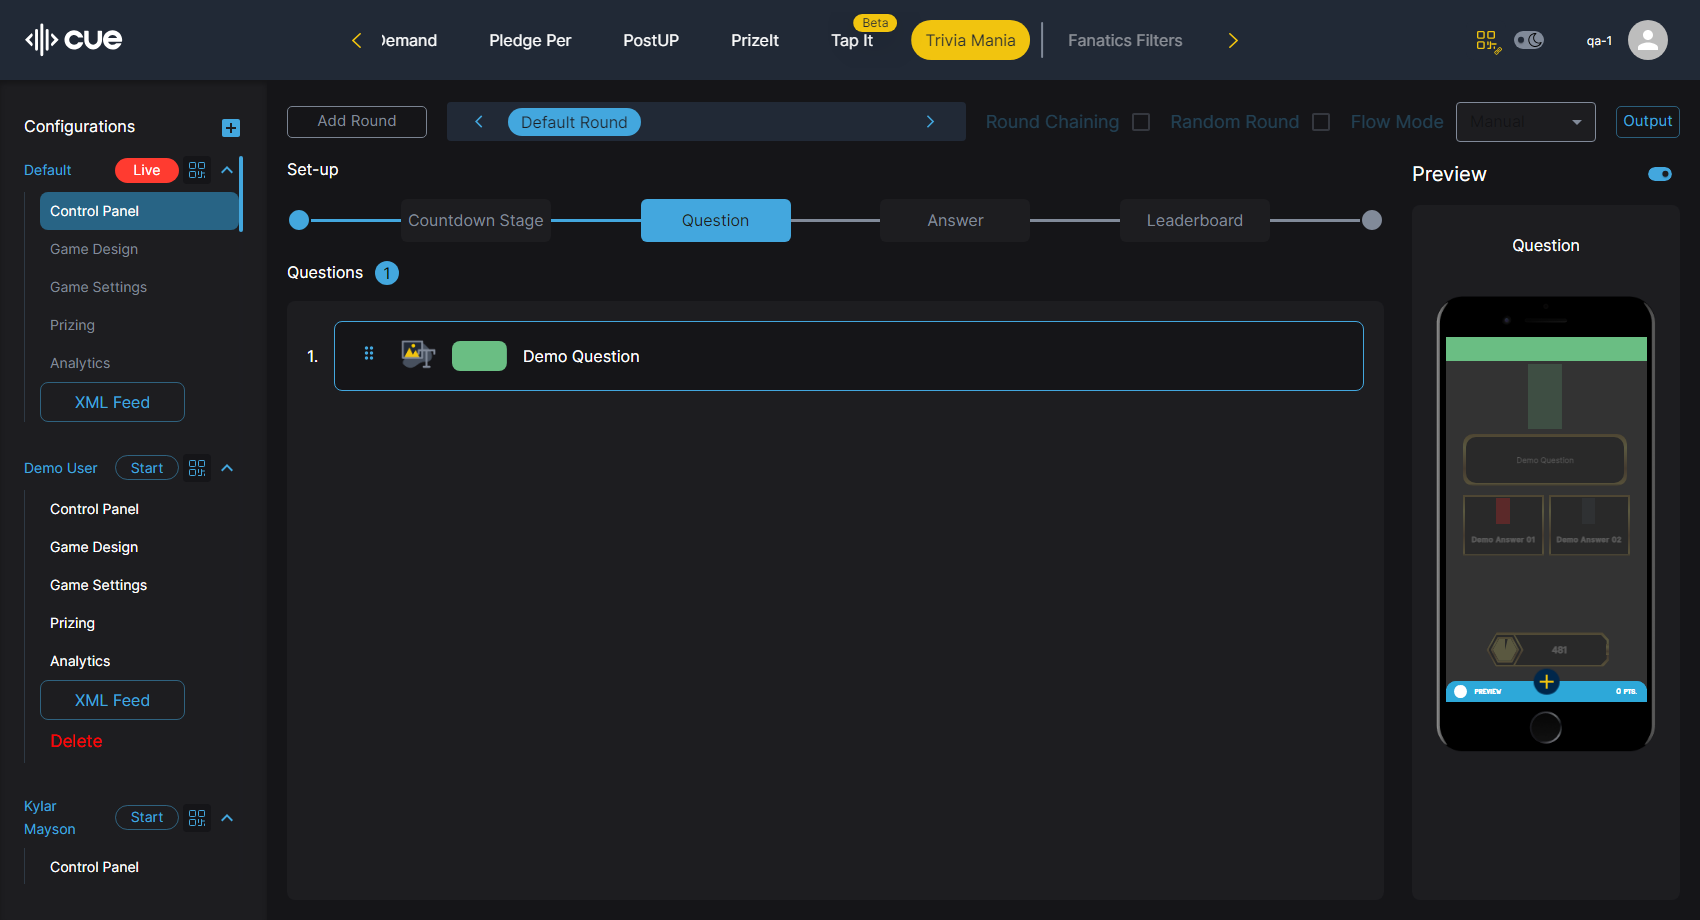 cue
Demand
Pledge Per
PostUP
PrizeIt
Tap It
Beta
Trivia Mania
Fanatics Filters
qa-1
Configurations
Default
Live
Control Panel
Game Design
Game Settings
Prizing
Analytics
XML Feed
Demo User
Start
Control Panel
Game Design
Game Settings
Prizing
Analytics
XML Feed
Delete
Kylar
Mayson
Start
Control Panel
Add Round
Default Round
Round Chaining
Random Round
Flow Mode
Manual
Output
Set-up
Countdown Stage
Question
Answer
Leaderboard
Questions 1
1.
Demo Question
Preview
Question
Demo Question
Demo Answer 01
Demo Answer 02
481
PREVIEW
0 PTS.